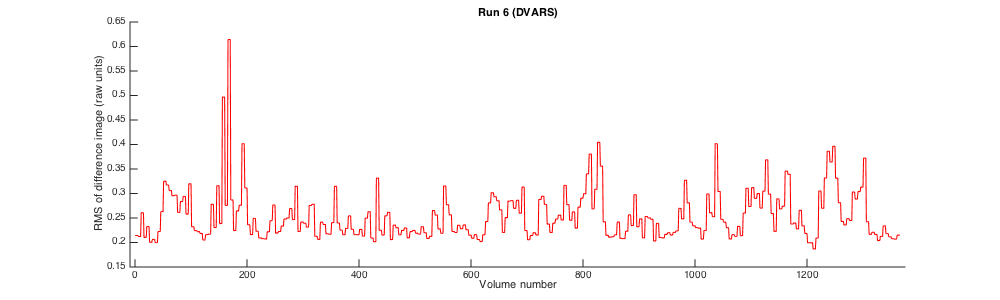 Run 6 (DVARS)
RMS of difference image (raw units)
0.65
0.6
0.55
0.5
0.45
0.4
0.35
0.3
0.25
0.2
0.15
0 200 400 600 800 1000 1200
Volume number